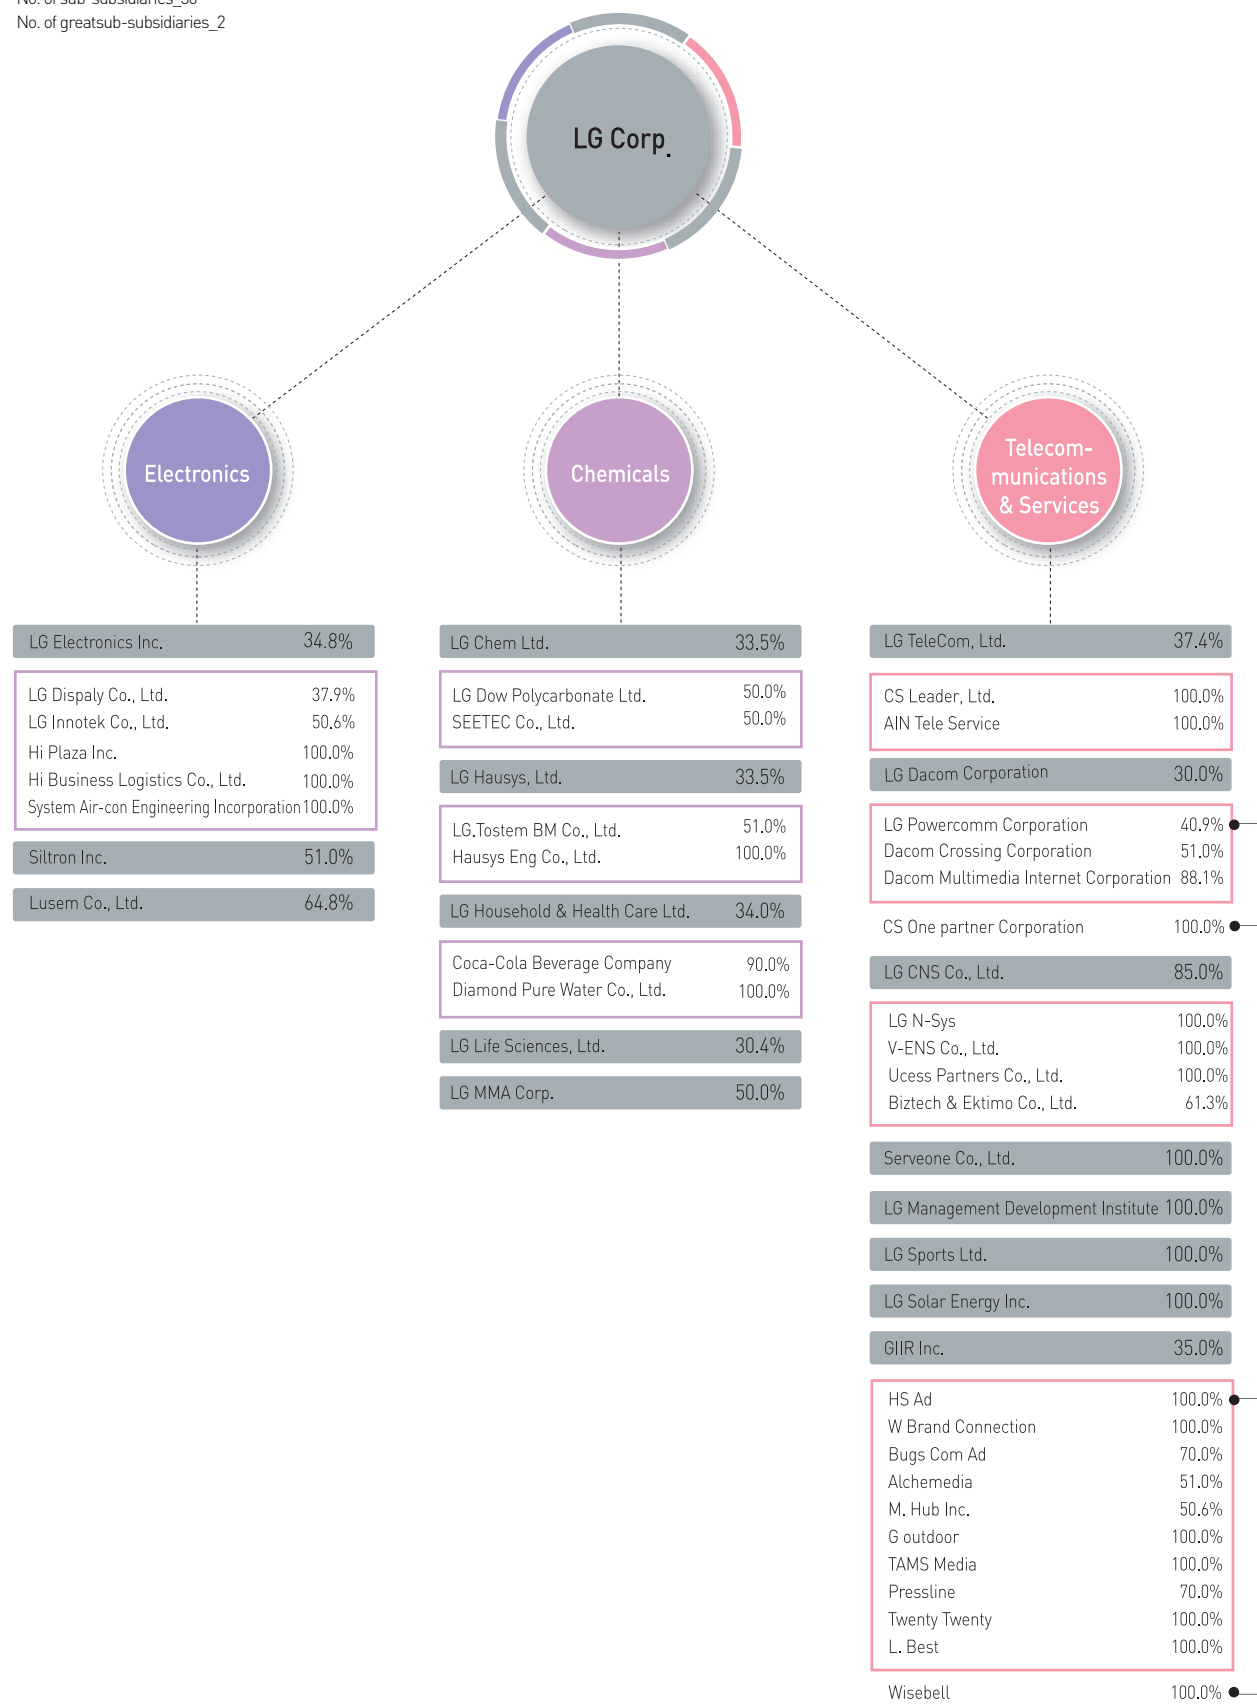 No. of greatsub-subsidiaries_2
LG Corp.
Electronics
Chemicals
Telecom-
munications
& Services
LG Electronics Inc. 34.8%
LG Dispaly Co., Ltd. 37.9%
LG Innotek Co., Ltd. 50.6%
Hi Plaza Inc. 100.0%
Hi Business Logistics Co., Ltd. 100.0%
System Air-con Engineering Incorporation 100.0%
Siltron Inc. 51.0%
Lusem Co., Ltd. 64.8%
LG Chem Ltd. 33.5%
LG Dow Polycarbonate Ltd. 50.0%
SEETEC Co., Ltd. 50.0%
LG Hausys, Ltd. 33.5%
LG.Tostem BM Co., Ltd. 51.0%
Hausys Eng Co., Ltd. 100.0%
LG Household & Health Care Ltd. 34.0%
Coca-Cola Beverage Company 90.0%
Diamond Pure Water Co., Ltd. 100.0%
LG Life Sciences, Ltd. 30.4%
LG MMA Corp. 50.0%
LG TeleCom, Ltd. 37.4%
CS Leader, Ltd. 100.0%
AIN Tele Service 100.0%
LG Dacom Corporation 30.0%
LG Powercomm Corporation 40.9%
Dacom Crossing Corporation 51.0%
Dacom Multimedia Internet Corporation 88.1%
CS One partner Corporation 100.0%
LG CNS Co., Ltd. 85.0%
LG N-Sys 100.0%
V-ENS Co., Ltd. 100.0%
Ucess Partners Co., Ltd. 100.0%
Biztech & Ektimo Co., Ltd. 61.3%
Serveone Co., Ltd. 100.0%
LG Management Development Institute 100.0%
LG Sports Ltd. 100.0%
LG Solar Energy Inc. 100.0%
GIIR Inc. 35.0%
HS Ad 100.0%
W Brand Connection 100.0%
Bugs Com Ad 70.0%
Alchemedia 51.0%
M. Hub Inc. 50.6%
G outdoor 100.0%
TAMS Media 100.0%
Pressline 70.0%
Twenty Twenty 100.0%
L. Best 100.0%
Wisebell 100.0%